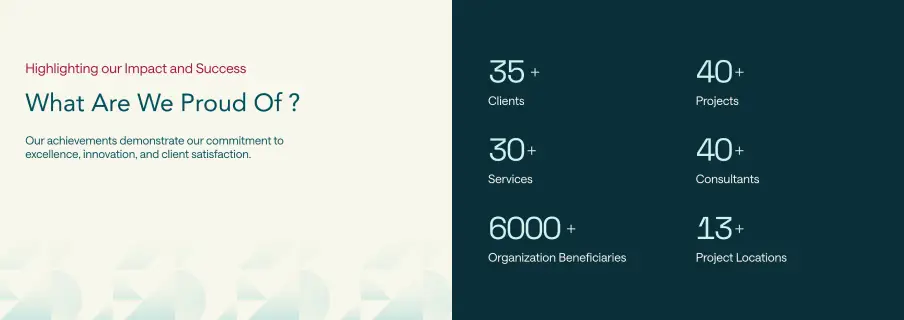 Highlighting our Impact and Success
What Are We Proud Of ?
Our achievements demonstrate our commitment to
excellence, innovation, and client satisfaction.
35 +
Clients
40+
Projects
30+
Services
40+
Consultants
6000 +
Organization Beneficiaries
13+
Project Locations